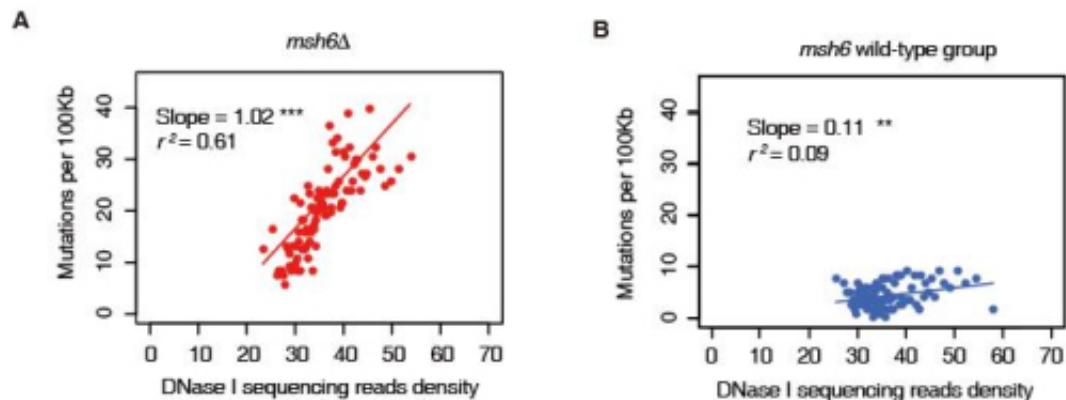 A
msh6Δ
Mutations per 100Kb
40
30
20
10
0
Slope = 1.02 ***
r² = 0.61
0 10 20 30 40 50 60 70
DNase I sequencing reads density
B
msh6 wild-type group
Mutations per 100Kb
40
30
20
10
0
Slope = 0.11 **
r² = 0.09
0 10 20 30 40 50 60 70
DNase I sequencing reads density